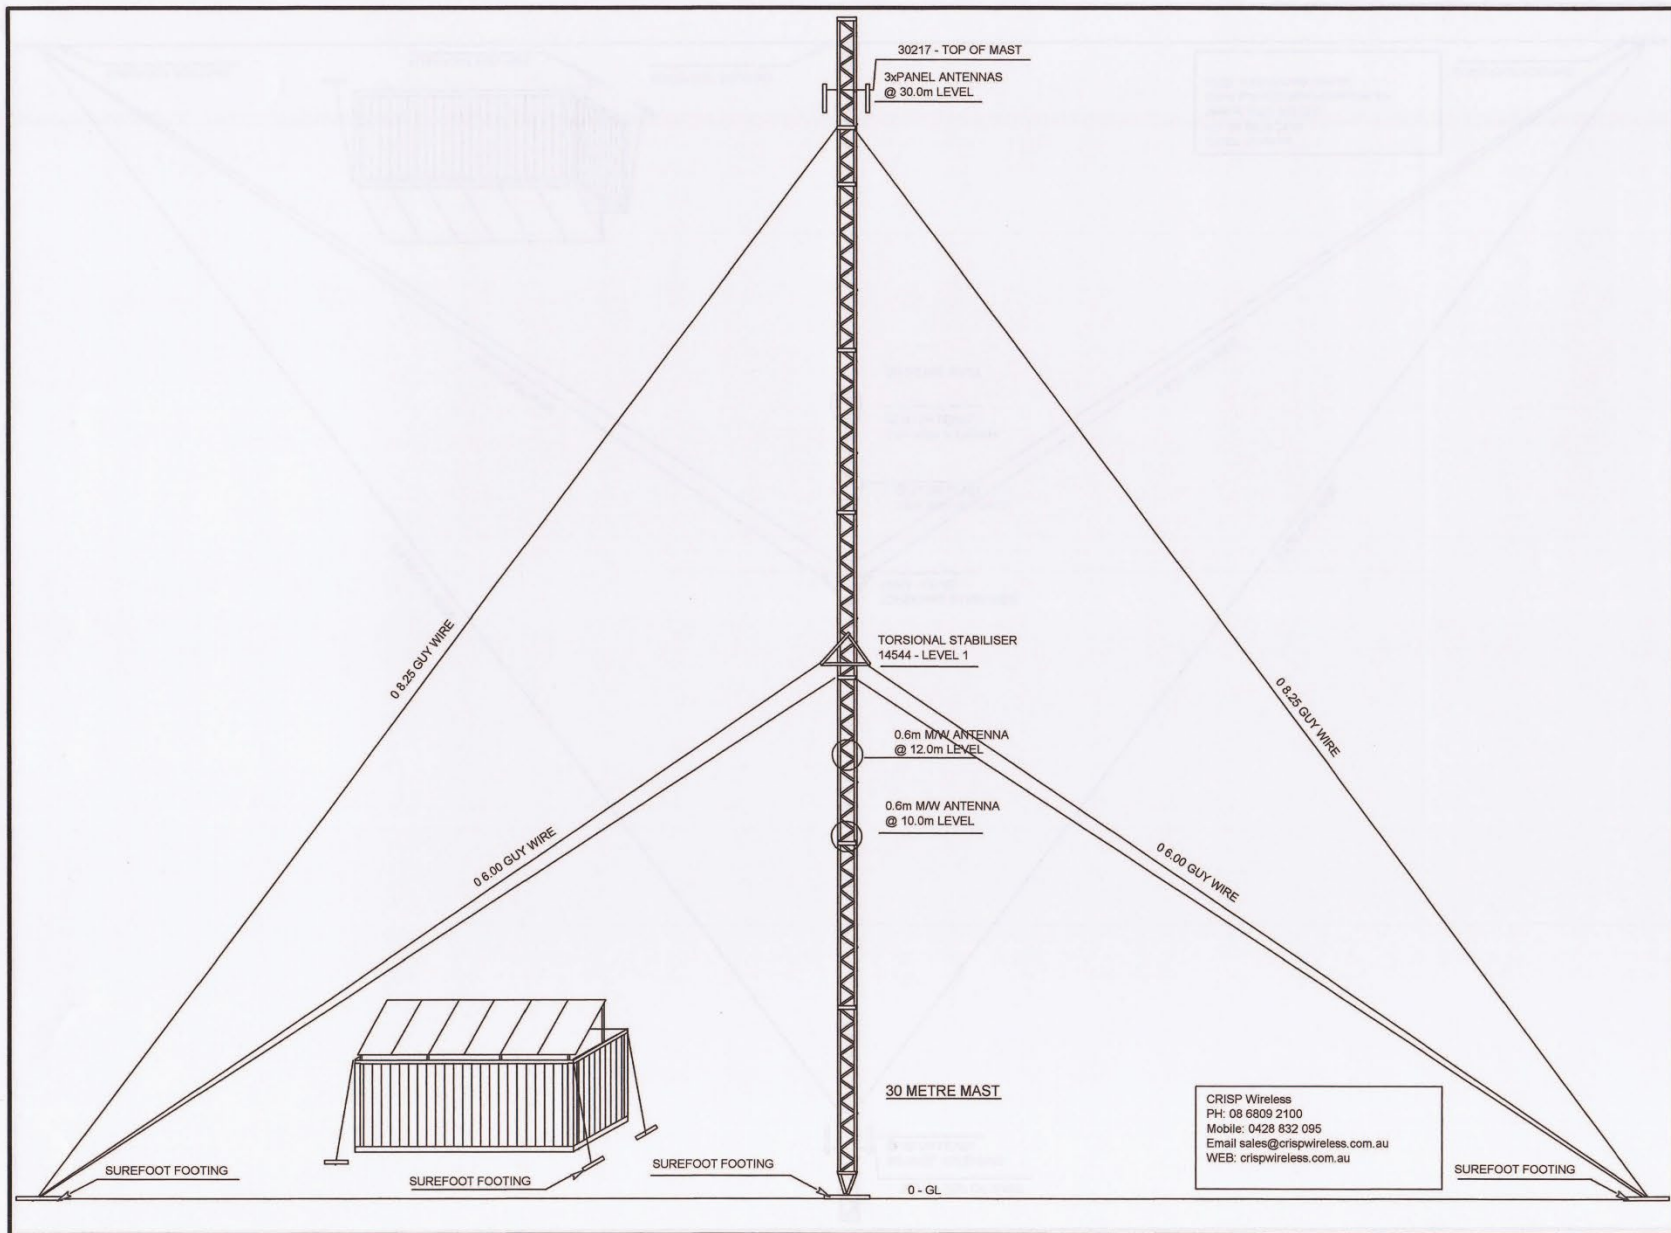 30217 - TOP OF MAST
3xPANEL ANTENNAS
@ 30.0m LEVEL
0 8.25 GUY WIRE
TORSIONAL STABILISER
14544 - LEVEL 1
0 8.25 GUY WIRE
0.6m M/W ANTENNA
@ 12.0m LEVEL
0.6m M/W ANTENNA
@ 10.0m LEVEL
0 6.00 GUY WIRE
0 6.00 GUY WIRE
30 METRE MAST
CRISP Wireless
PH: 08 6809 2100
Mobile: 0428 832 095
Email sales@crispwireless.com.au
WEB: crispwireless.com.au
SUREFOOT FOOTING
SUREFOOT FOOTING
SUREFOOT FOOTING
SUREFOOT FOOTING
0 - GL